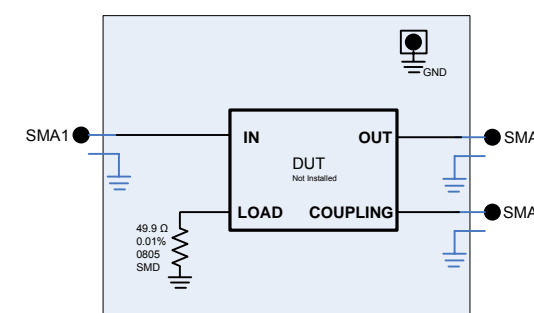 GND
SMA1
IN
OUT
SMA
DUT
Not Installed
LOAD
COUPLING
SMA
49.9 Ω
0.01%
0805
SMD